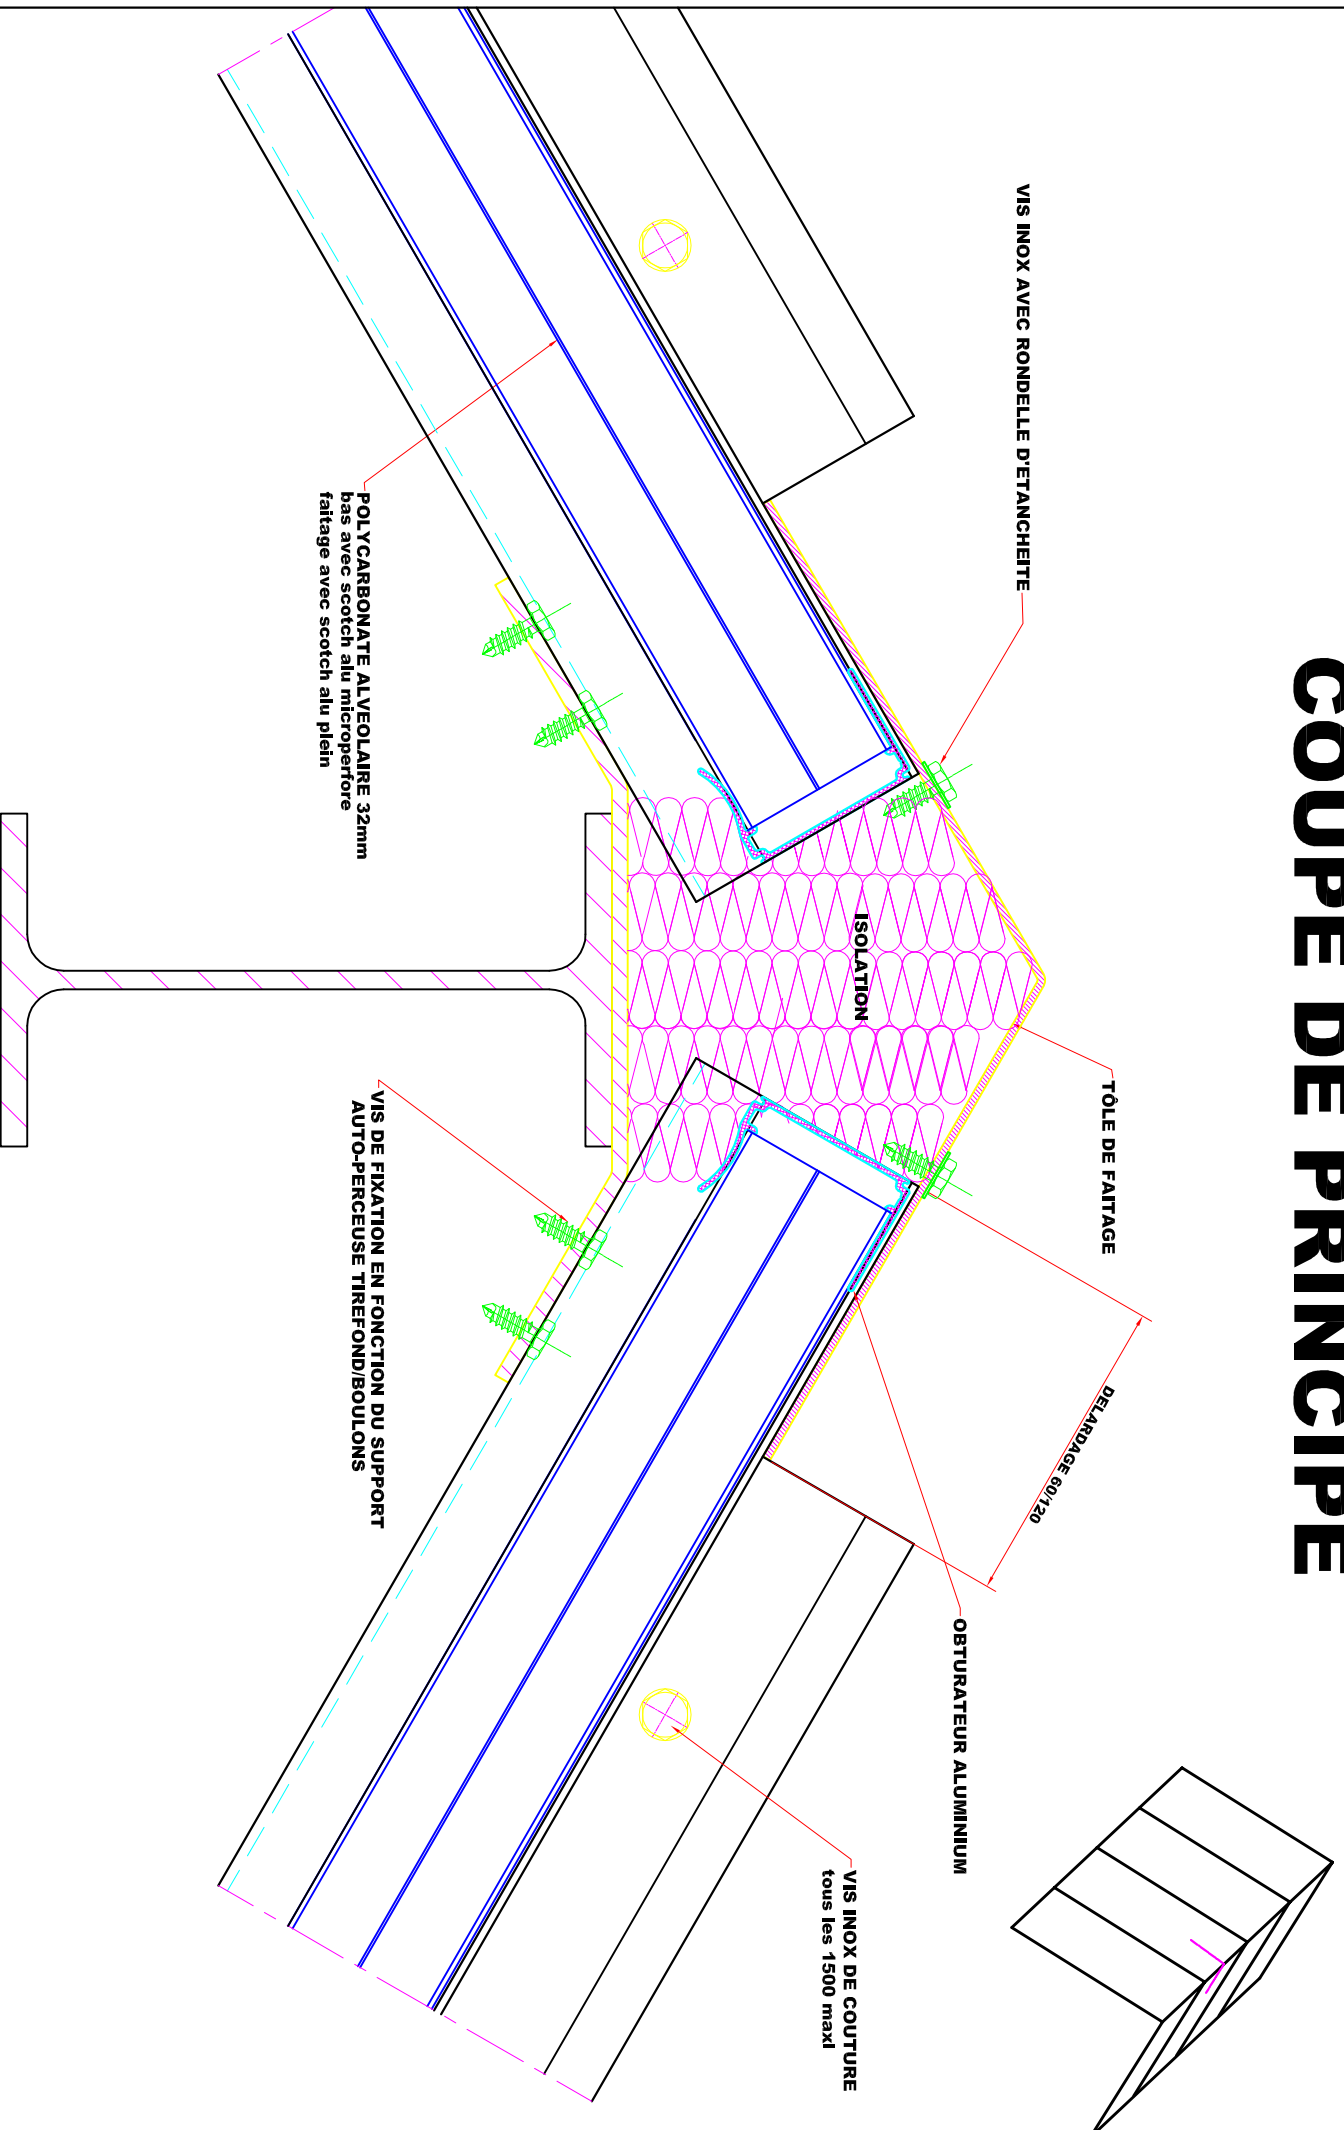 COUPE DE PRINCIPE
VIS INOX AVEC RONDELLE D'ETANCHEITE
TÔLE DE FAITAGE
DELARDAGE 60/120
OBTURATEUR ALUMINIUM
ISOLATION
VIS INOX DE COUTURE
tous les 1500 maxi
POLYCARBONATE ALVEOLAIRE 32mm
bas avec scotch alu microperfore
faitage avec scotch alu plein
VIS DE FIXATION EN FONCTION DU SUPPORT
AUTO-PERCEUSE TIREFOND/BOULONS